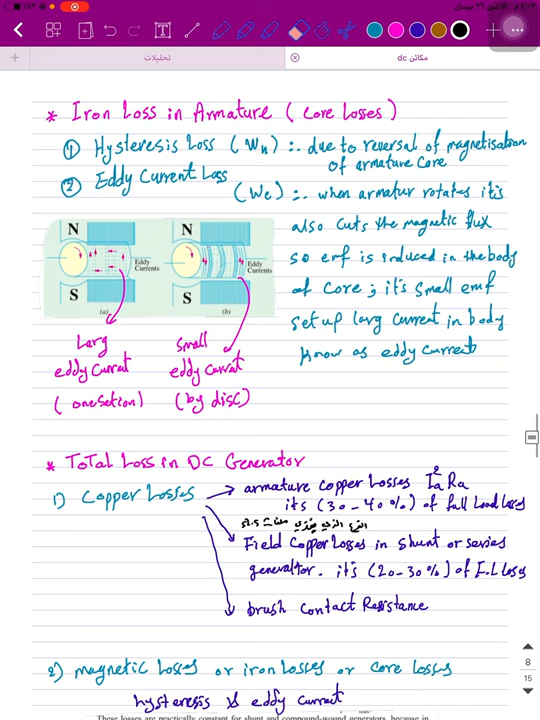 تحليلات
مكائن dc
* Iron Loss in Armature (Core Losses)
① Hysteresis Loss (Wh) :- due to reversal of magnetisation
of armature core
② Eddy Current Loss
(We) :- when armatur rotates it's
also cuts the magnetic flux
so emf is induced in the body
of core ; it's small emf
set up larg current in body
know as eddy current
N
Eddy
Currents
S
(a)
N
Eddy
Currents
S
(b)
Larg
eddy Current
(one setion)
Small
eddy Currat
(by disc)
* Total Loss in DC Generator
1) Copper Losses
armature copper Losses Ia²Ra
its (30-40%) of full Load Losses
Field Copper Losses in shunt or series
generator. its (20-30%) of F.L Loses
brush contact Resistance
8
15
2) magnetic Losses or iron Losses or core losses
hysteresis & eddy current
These losses are practically constant for shunt and compound-wound generators, because in